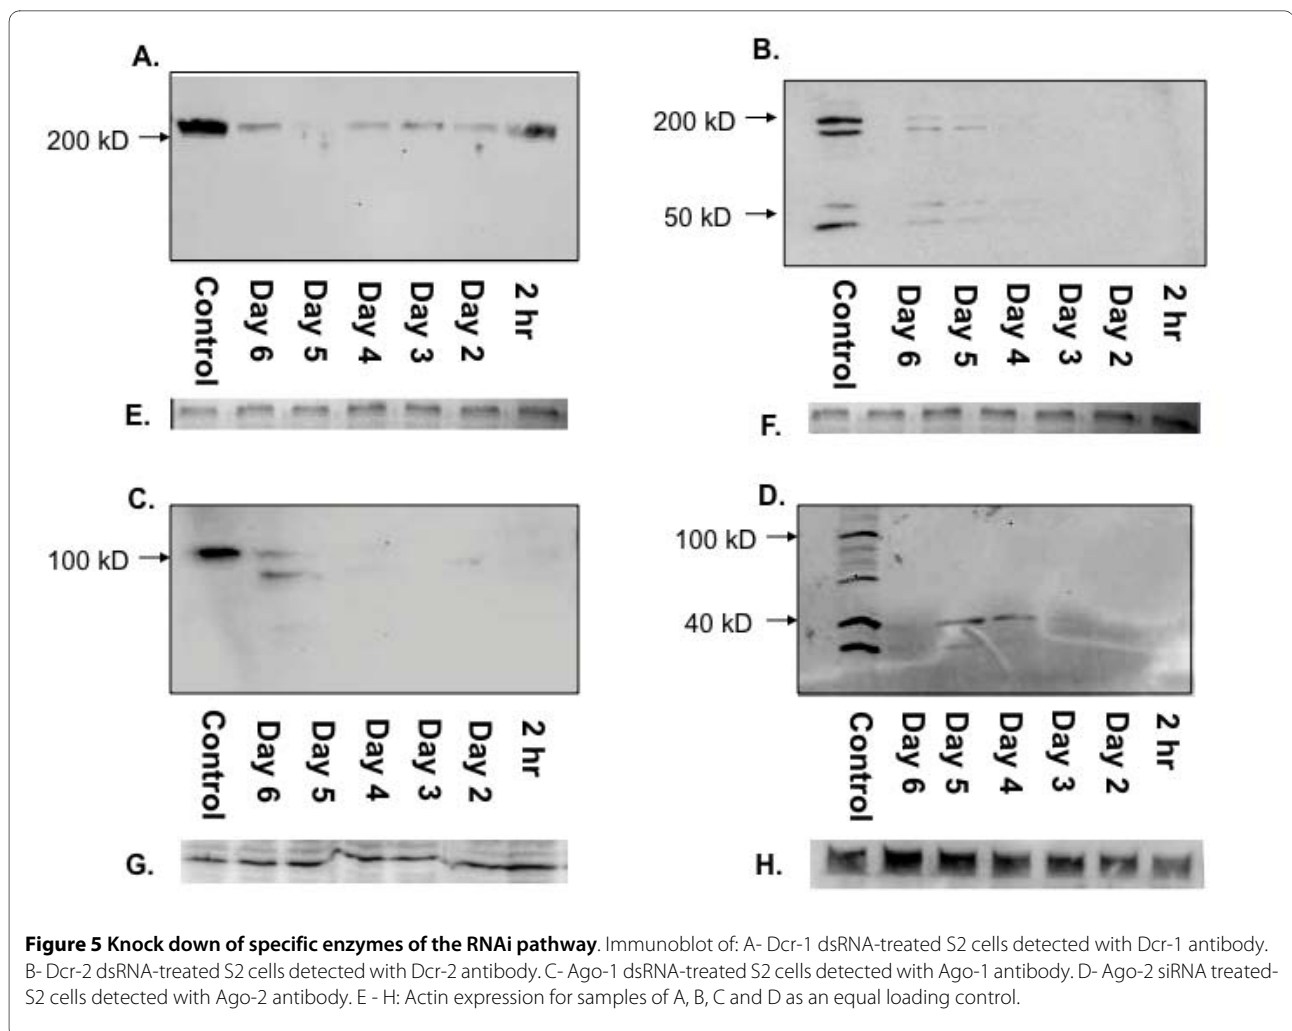 A.
200 kD
Control Day 6 Day 5 Day 4 Day 3 Day 2 2 hr
E.
B.
200 kD
50 kD
Control Day 6 Day 5 Day 4 Day 3 Day 2 2 hr
F.
C.
100 kD
Control Day 6 Day 5 Day 4 Day 3 Day 2 2 hr
G.
D.
100 kD
40 kD
Control Day 6 Day 5 Day 4 Day 3 Day 2 2 hr
H.
Figure 5 Knock down of specific enzymes of the RNAi pathway. Immunoblot of: A- Dcr-1 dsRNA-treated S2 cells detected with Dcr-1 antibody.
B- Dcr-2 dsRNA-treated S2 cells detected with Dcr-2 antibody. C- Ago-1 dsRNA-treated S2 cells detected with Ago-1 antibody. D- Ago-2 siRNA treated-
S2 cells detected with Ago-2 antibody. E - H: Actin expression for samples of A, B, C and D as an equal loading control.